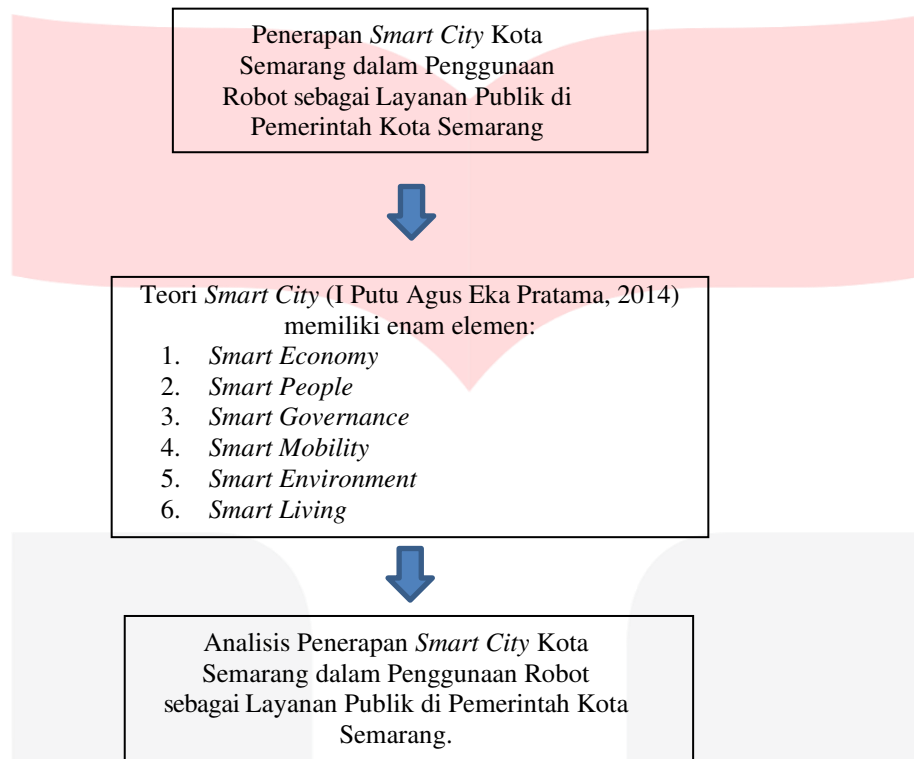 Penerapan Smart City Kota
Semarang dalam Penggunaan
Robot sebagai Layanan Publik di
Pemerintah Kota Semarang
Teori Smart City (I Putu Agus Eka Pratama, 2014)
memiliki enam elemen:
1. Smart Economy
2. Smart People
3. Smart Governance
4. Smart Mobility
5. Smart Environment
6. Smart Living
Analisis Penerapan Smart City Kota
Semarang dalam Penggunaan Robot
sebagai Layanan Publik di Pemerintah Kota
Semarang.